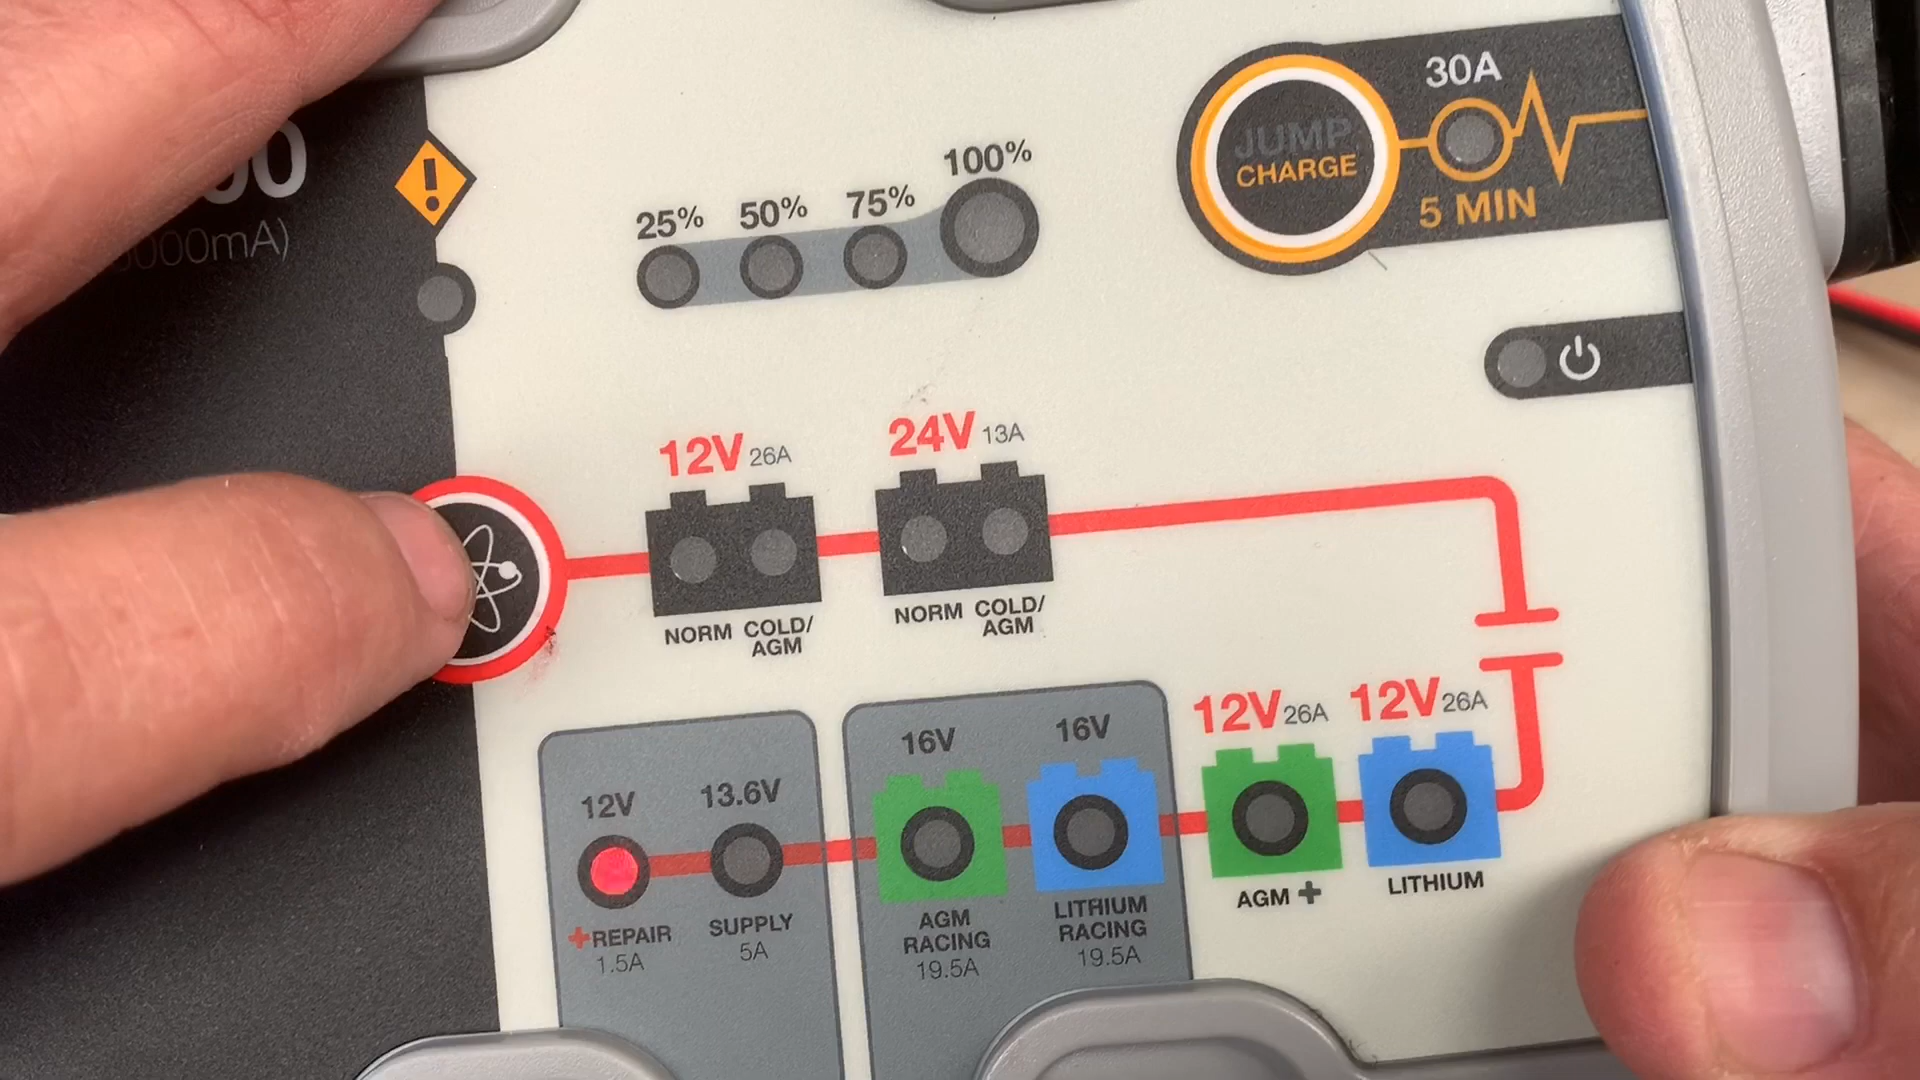 00
000mA)
25% 50% 75% 100%
JUMP
CHARGE
30A
5 MIN
12V 26A
24V 13A
NORM COLD/
AGM
NORM COLD/
AGM
12V
+REPAIR
1.5A
13.6V
SUPPLY
5A
16V
AGM
RACING
19.5A
16V
LITHIUM
RACING
19.5A
12V 26A
AGM +
12V 26A
LITHIUM